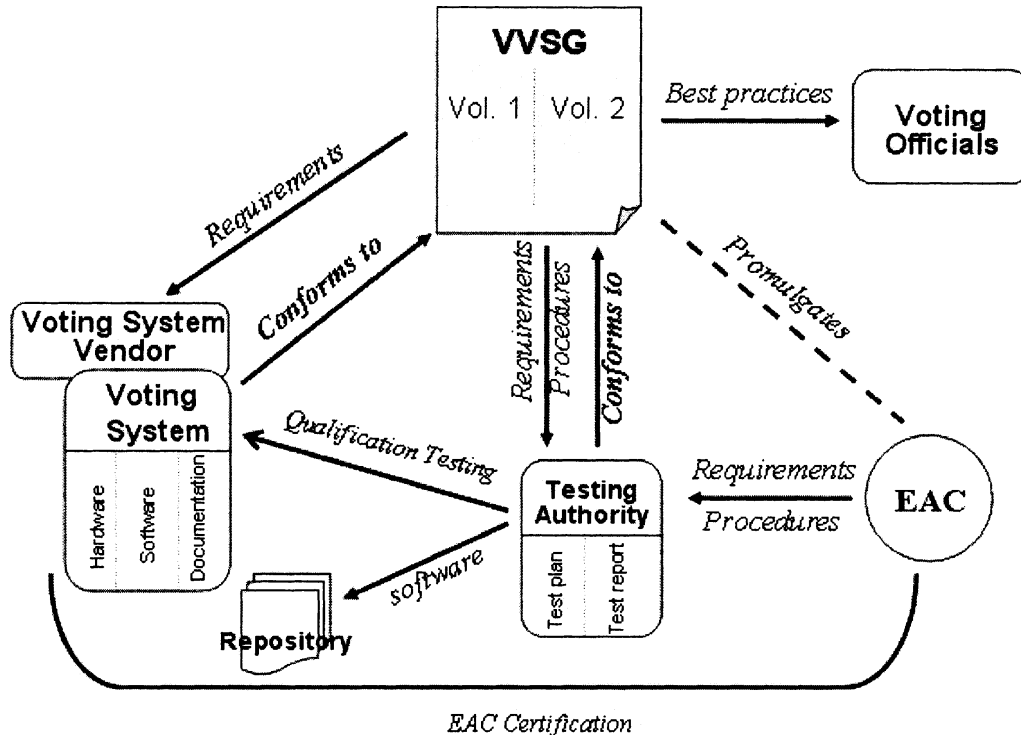 VVSG
Vol. 1
Vol. 2
Best practices
Voting
Officials
Requirements
Conforms to
Requirements
Procedures
Conforms to
Promulgates
Voting System
Vendor
Voting
System
Hardware
Software
Documentation
Qualification Testing
Testing
Authority
Test plan
Test report
Requirements
Procedures
EAC
software
Repository
EAC Certification